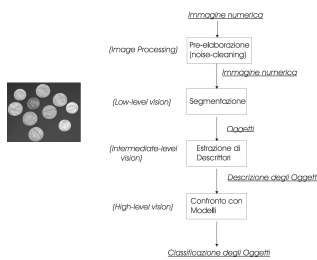 Immagine numerica
(Image Processing)
Pre-elaborazione
(noise-cleaning)
Immagine numerica
(Low-level vision)
Segmentazione
Oggetti
(Intermediate-level
vision)
Estrazione di
Descrittori
Descrizione degli Oggett
(High-level vision)
Confronto con
Modelli
Classificazione degli Oggetti